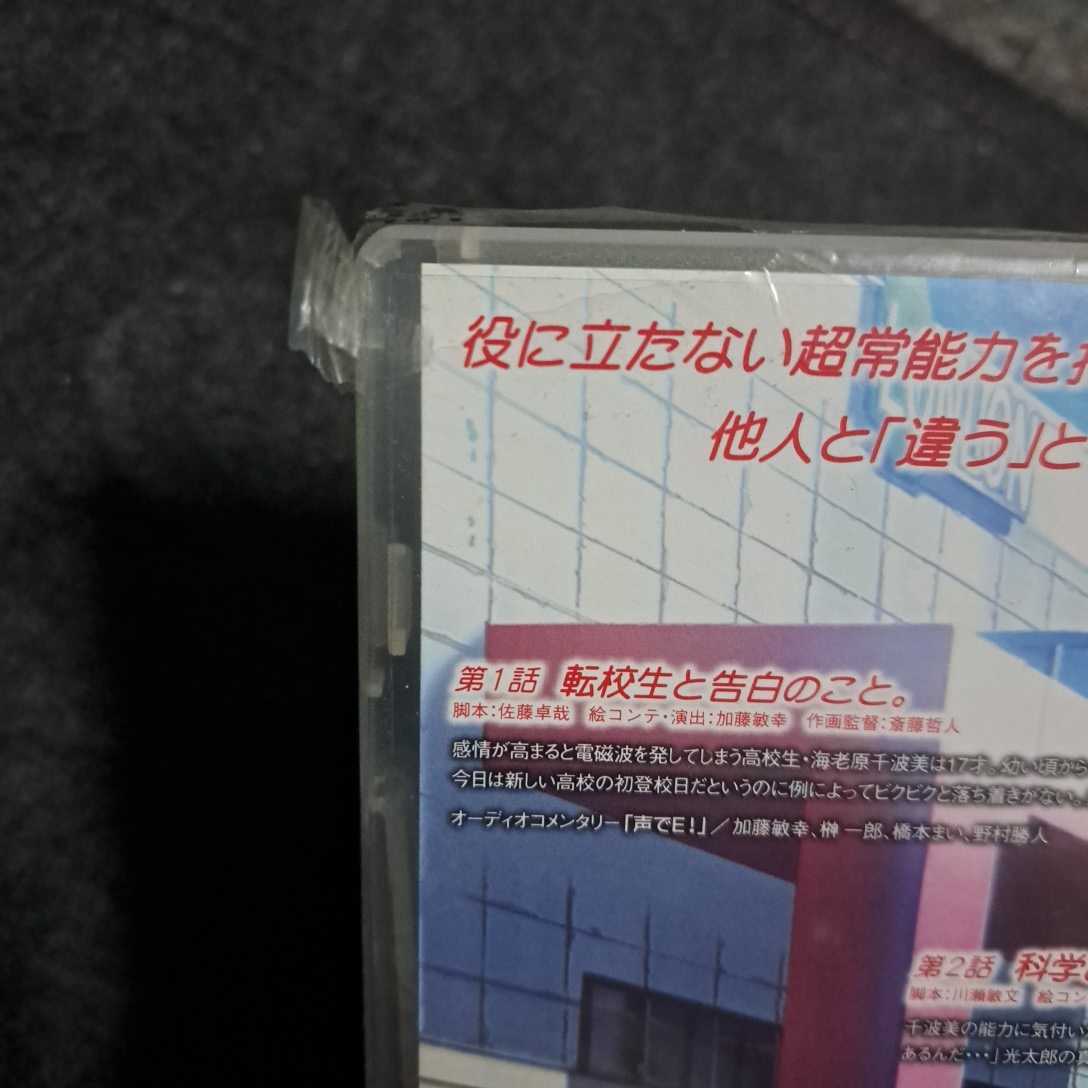 役に立たない超常能力を
他人と「違う」と
第1話 転校生と告白のこと。
脚本:佐藤卓哉 絵コンテ・演出:加藤敏幸 作画監督:斎藤哲人
感情が高まると電磁波を発してしまう高校生・海老原千波美は17才。幼い頃から
今日は新しい高校の初登校日だというのに例によってビクビクと落ち着きがない。
オーディオコメンタリー「声でE!」/加藤敏幸、榊一郎、橋本まい、野村勝人
第2話 科学
脚本:川瀬敏文 絵コン
千波美の能力に気付い
あるんだ・・・」光太郎の真